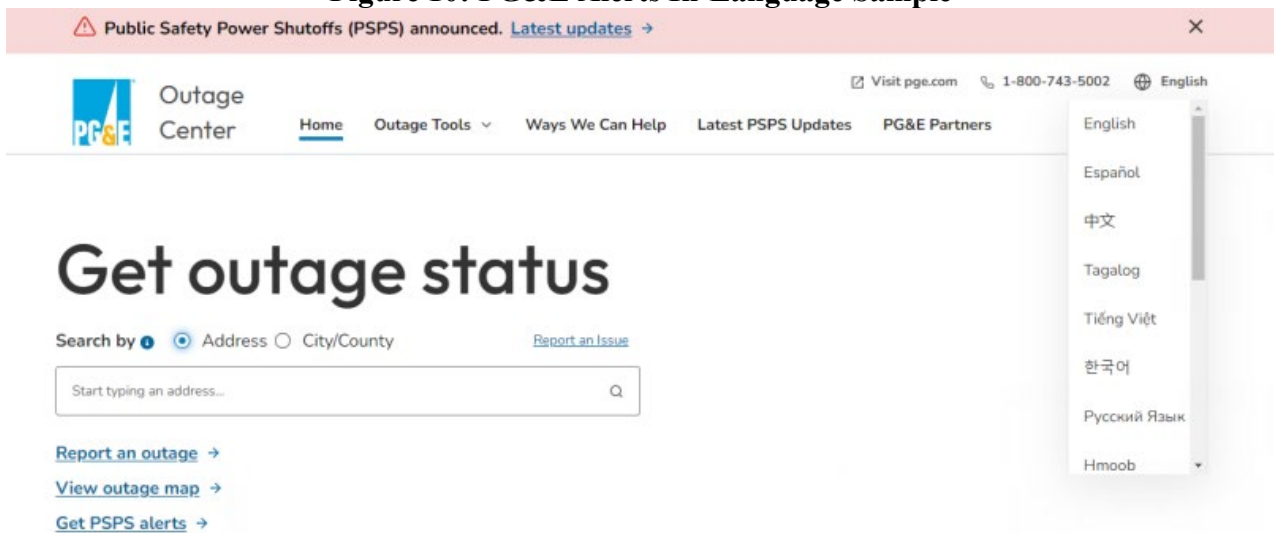 Public Safety Power Shutoffs (PSPS) announced. Latest updates →
Visit pge.com 1-800-743-5002 English
PG&E
Outage
Center
Home Outage Tools Ways We Can Help Latest PSPS Updates PG&E Partners
English
Español
中文
Tagalog
Tiếng Việt
한국어
Русский Язык
Hmoob
Get outage status
Search by Address City/County Report an Issue
Start typing an address...
Report an outage →
View outage map →
Get PSPS alerts →